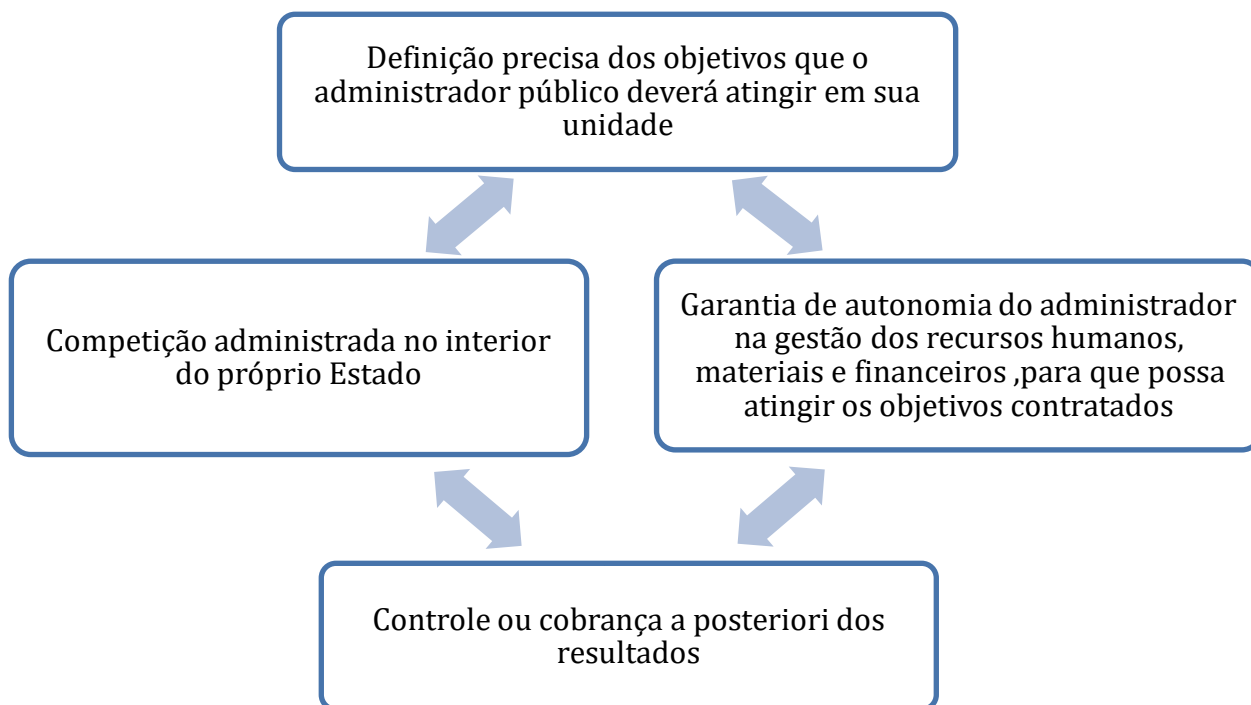 Definição precisa dos objetivos que o
administrador público deverá atingir em sua
unidade
Competição administrada no interior
do próprio Estado
Garantia de autonomia do administrador
na gestão dos recursos humanos,
materiais e financeiros ,para que possa
atingir os objetivos contratados
Controle ou cobrança a posteriori dos
resultados